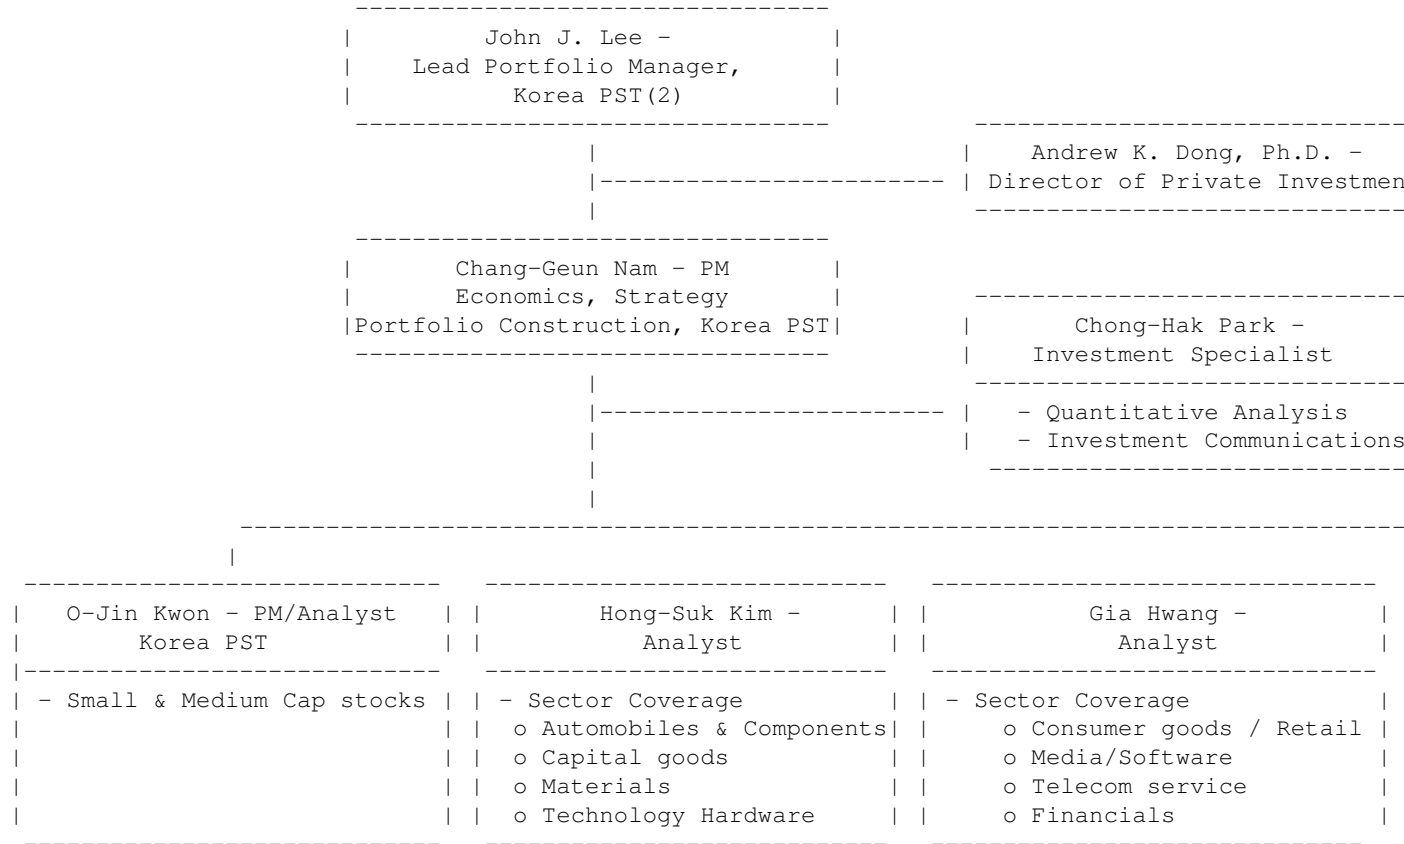 John J. Lee -
Lead Portfolio Manager,
Korea PST(2)
Andrew K. Dong, Ph.D. -
Director of Private Investmen
Chang-Geun Nam - PM
Economics, Strategy
Portfolio Construction, Korea PST
Chong-Hak Park -
Investment Specialist
- Quantitative Analysis
- Investment Communications
O-Jin Kwon - PM/Analyst
Korea PST
- Small & Medium Cap stocks
Hong-Suk Kim -
Analyst
- Sector Coverage
o Automobiles & Components
o Capital goods
o Materials
o Technology Hardware
Gia Hwang -
Analyst
- Sector Coverage
o Consumer goods / Retail
o Media/Software
o Telecom service
o Financials